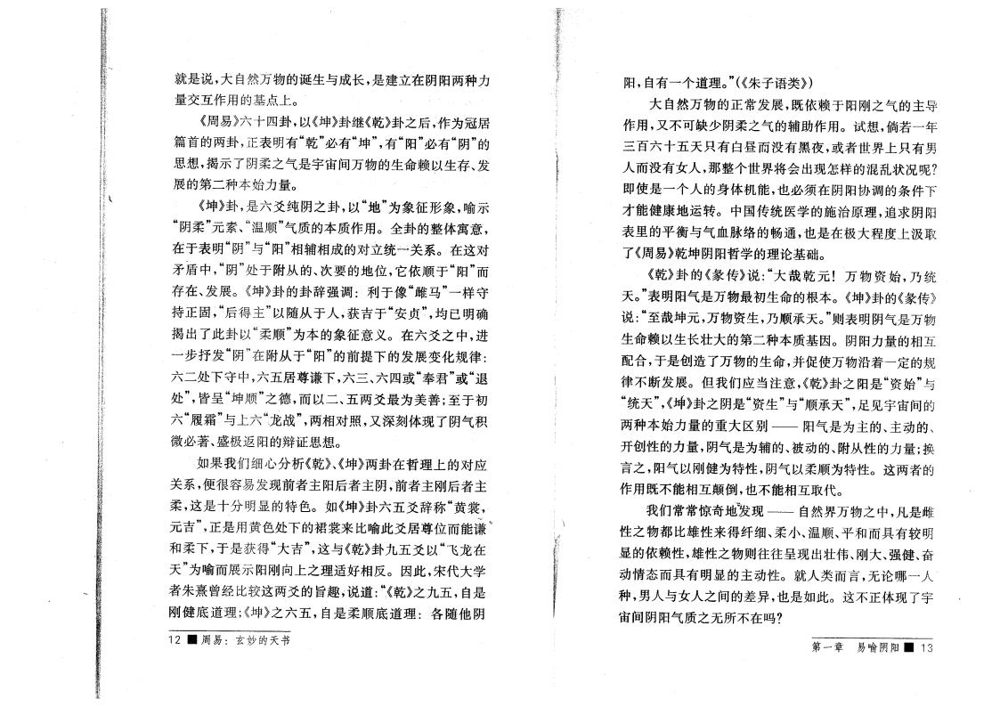 就是说,大自然万物的诞生与成长,是建立在阴阳两种力
量交互作用的基点上。
《周易》六十四卦,以《坤》卦继《乾》卦之后,作为冠居
篇首的两卦,正表明有“乾”必有“坤”,有“阳”必有“阴”的
思想,揭示了阴柔之气是宇宙间万物的生命赖以生存、发
展的第二种本始力量。
《坤》卦,是六爻纯阴之卦,以“地”为象征形象,喻示
“阴柔”元素、“温顺”气质的本质作用。全卦的整体寓意,
在于表明“阴”与“阳”相辅相成的对立统一关系。在这对
矛盾中,“阴”处于附从的、次要的地位,它依顺于“阳”而
存在、发展。《坤》卦的卦辞强调:利于像“雌马”一样守
持正固,“后得主”以随从于人,获吉于“安贞”,均已明确
揭出了此卦以“柔顺”为本的象征意义。在六爻之中,进
一步抒发“阴”在附从于“阳”的前提下的发展变化规律:
六二处下守中,六五居尊谦下,六三、六四或“奉君”或“退
处”,皆呈“坤顺”之德,而以二、五两爻最为美善;至于初
六“履霜”与上六“龙战”,两相对照,又深刻体现了阴气积
微必著、盛极返阳的辩证思想。
如果我们细心分析《乾》、《坤》两卦在哲理上的对应
关系,便很容易发现前者主阳后者主阴,前者主刚后者主
柔,这是十分明显的特色。如《坤》卦六五爻辞称“黄裳,
元吉”,正是用黄色处下的裙裳来比喻此爻居尊位而能谦
和柔下,于是获得“大吉”,这与《乾》卦九五爻以“飞龙在
天”为喻而展示阳刚向上之理适好相反。因此,宋代大学
者朱熹曾经比较这两爻的旨趣,说道:“《乾》之九五,自是
刚健底道理;《坤》之六五,自是柔顺底道理:各随他阴
12 ■ 周易:玄妙的天书
阳,自有一个道理。”(《朱子语类》)
大自然万物的正常发展,既依赖于阳刚之气的主导
作用,又不可缺少阴柔之气的辅助作用。试想,倘若一年
三百六十五天只有白昼而没有黑夜,或者世界上只有男
人而没有女人,那整个世界将会出现怎样的混乱状况呢?
即使是一个人的身体机能,也必须在阴阳协调的条件下
才能健康地运转。中国传统医学的施治原理,追求阴阳
表里的平衡与气血脉络的畅通,也是在极大程度上汲取
了《周易》乾坤阴阳哲学的理论基础。
《乾》卦的《彖传》说:“大哉乾元!万物资始,乃统
天。”表明阳气是万物最初生命的根本。《坤》卦的《彖传》
说:“至哉坤元,万物资生,乃顺承天。”则表明阴气是万物
生命赖以生长壮大的第二种本质基因。阴阳力量的相互
配合,于是创造了万物的生命,并促使万物沿着一定的规
律不断发展。但我们应当注意,《乾》卦之阳是“资始”与
“统天”,《坤》卦之阴是“资生”与“顺承天”,足见宇宙间的
两种本始力量的重大区别——阳气是为主的、主动的、
开创性的力量,阴气是为辅的、被动的、附从性的力量;换
言之,阳气以刚健为特性,阴气以柔顺为特性。这两者的
作用既不能相互颠倒,也不能相互取代。
我们常常惊奇地发现——自然界万物之中,凡是雌
性之物都比雄性来得纤细、柔小、温顺、平和而具有较明
显的依赖性,雄性之物则往往呈现出壮伟、刚大、强健、奋
动情态而具有明显的主动性。就人类而言,无论哪一人
种,男人与女人之间的差异,也是如此。这不正体现了宇
宙间阴阳气质之无所不在吗?
第一章 易喻阴阳 ■ 13